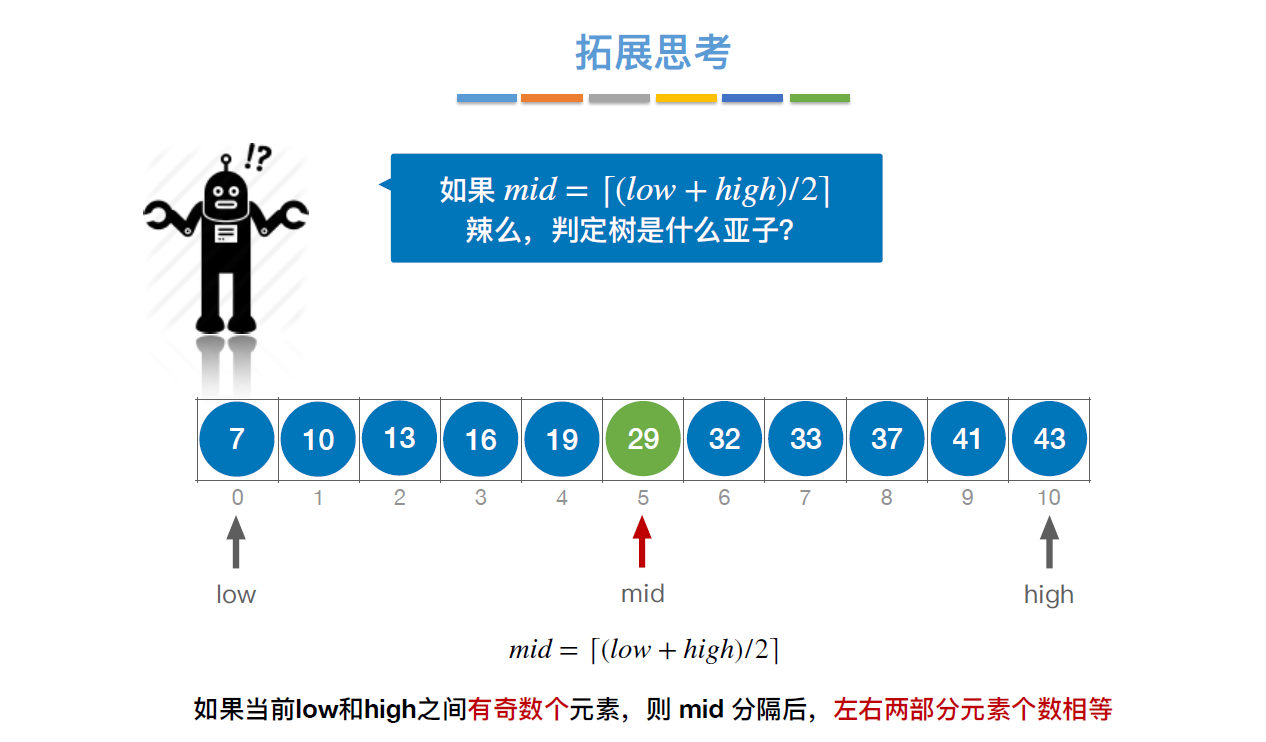 拓展思考
!?
如果 mid = ⌈(low + high)/2⌉
辣么，判定树是什么亚子？
7 10 13 16 19 29 32 33 37 41 43
0 1 2 3 4 5 6 7 8 9 10
low mid high
mid = ⌈(low + high)/2⌉
如果当前low和high之间有奇数个元素，则 mid 分隔后，左右两部分元素个数相等